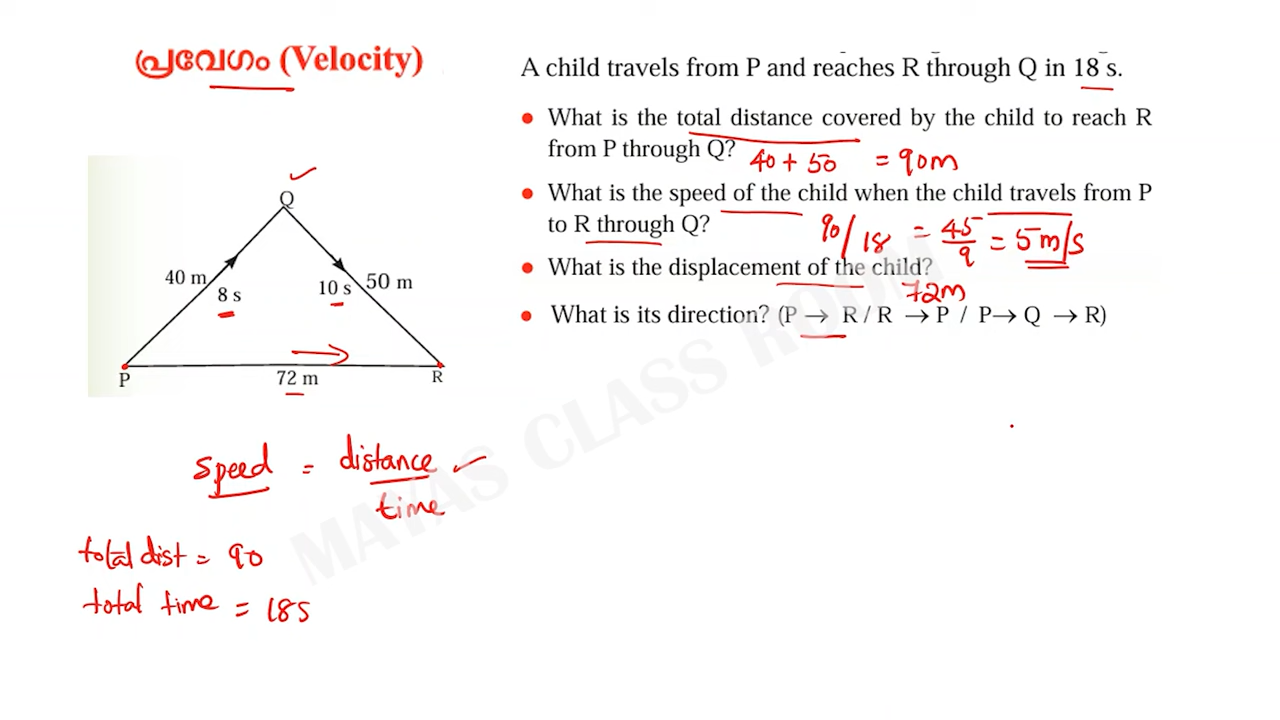 പ്രവേഗം (Velocity)
A child travels from P and reaches R through Q in 18 s.
• What is the total distance covered by the child to reach R
from P through Q? 40 + 50 = 90m
• What is the speed of the child when the child travels from P
to R through Q? 90/18 = 45/9 = 5 m/s
• What is the displacement of the child?
72m
• What is its direction? (P → R / R → P / P → Q → R)
Q
40 m
8 s
10 s
50 m
P
72 m
R
speed = distance
time
total dist = 90
total time = 18s
MAYAS CLASS ROOM